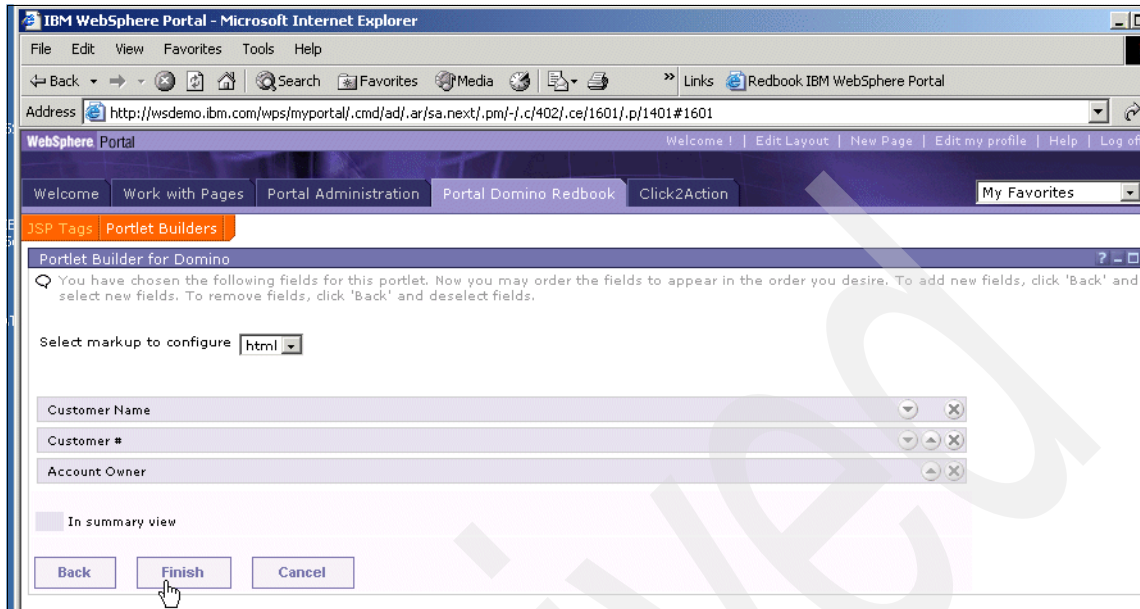 IBM WebSphere Portal - Microsoft Internet Explorer
File Edit View Favorites Tools Help
Back Search Favorites Media » Links Redbook IBM WebSphere Portal
Address http://wsdemo.ibm.com/wps/myportal/.cmd/ad/.ar/sa.next/.pm/-/.c/402/.ce/1601/.p/1401#1601
WebSphere Portal Welcome ! | Edit Layout | New Page | Edit my profile | Help | Log of
Welcome Work with Pages Portal Administration Portal Domino Redbook Click2Action My Favorites
JSP Tags Portlet Builders
Portlet Builder for Domino ?
You have chosen the following fields for this portlet. Now you may order the fields to appear in the order you desire. To add new fields, click 'Back' and
select new fields. To remove fields, click 'Back' and deselect fields.
Select markup to configure html
Customer Name
Customer #
Account Owner
In summary view
Back Finish Cancel